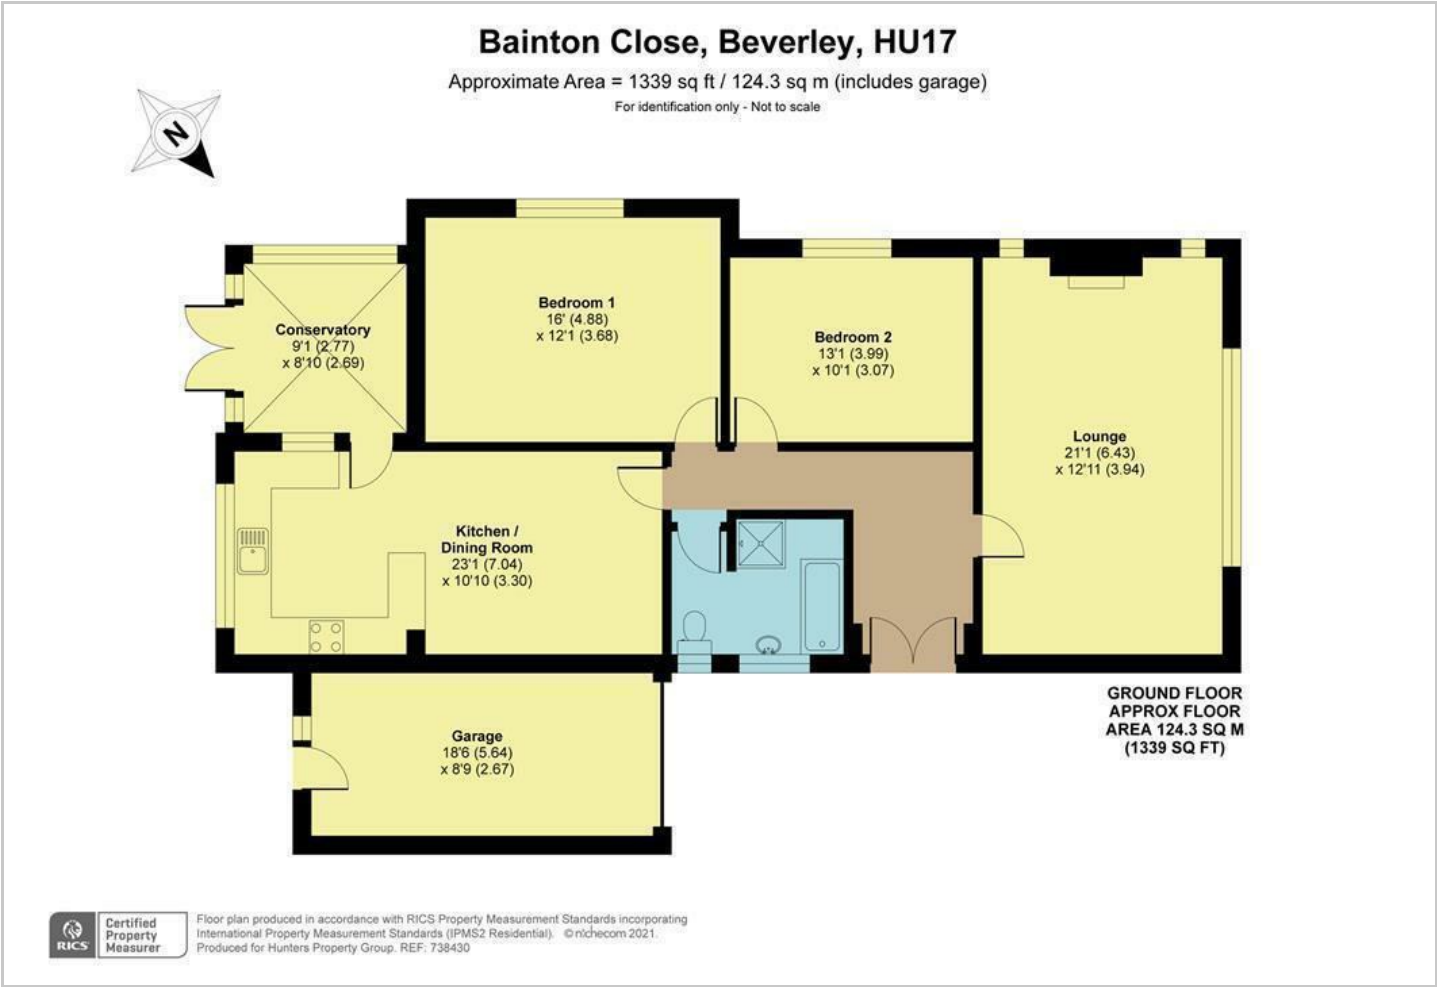 Bainton Close, Beverley, HU17
Approximate Area = 1339 sq ft / 124.3 sq m (includes garage)
For identification only - Not to scale
N
Bedroom 1
16' (4.88)
x 12'1 (3.68)
Conservatory
9'1 (2.77)
x 8'10 (2.69)
Bedroom 2
13'1 (3.99)
x 10'1 (3.07)
Lounge
21'1 (6.43)
x 12'11 (3.94)
Kitchen /
Dining Room
23'1 (7.04)
x 10'10 (3.30)
Garage
18'6 (5.64)
x 8'9 (2.67)
GROUND FLOOR
APPROX FLOOR
AREA 124.3 SQ M
(1339 SQ FT)
RICS
Certified
Property
Measurer
Floor plan produced in accordance with RICS Property Measurement Standards incorporating
International Property Measurement Standards (IPMS2 Residential). © nichecom 2021.
Produced for Hunters Property Group. REF: 738430